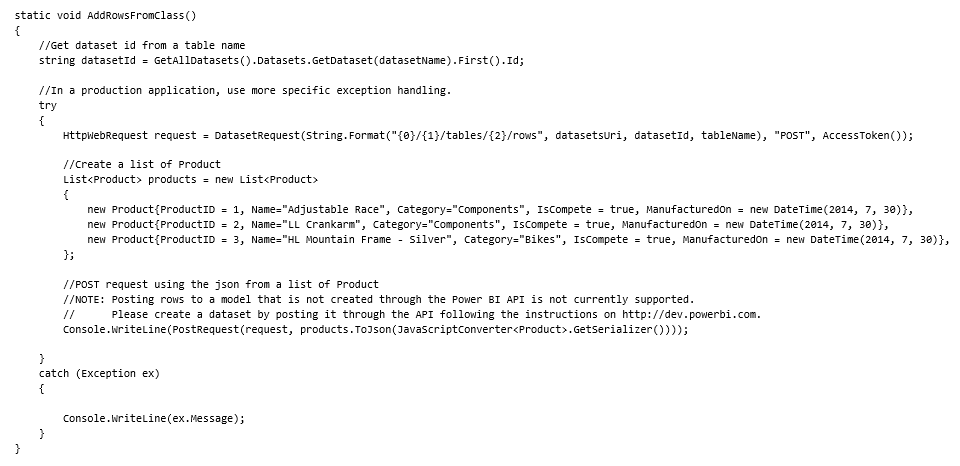 static void AddRowsFromClass()
{
    //Get dataset id from a table name
    string datasetId = GetAllDatasets().Datasets.GetDataset(datasetName).First().Id;

    //In a production application, use more specific exception handling.
    try
    {
        HttpWebRequest request = DatasetRequest(String.Format("{0}/{1}/tables/{2}/rows", datasetsUri, datasetId, tableName), "POST", AccessToken());

        //Create a list of Product
        List<Product> products = new List<Product>
        {
            new Product{ProductID = 1, Name="Adjustable Race", Category="Components", IsCompete = true, ManufacturedOn = new DateTime(2014, 7, 30)},
            new Product{ProductID = 2, Name="LL Crankarm", Category="Components", IsCompete = true, ManufacturedOn = new DateTime(2014, 7, 30)},
            new Product{ProductID = 3, Name="HL Mountain Frame - Silver", Category="Bikes", IsCompete = true, ManufacturedOn = new DateTime(2014, 7, 30)},
        };

        //POST request using the json from a list of Product
        //NOTE: Posting rows to a model that is not created through the Power BI API is not currently supported.
        //      Please create a dataset by posting it through the API following the instructions on http://dev.powerbi.com.
        Console.WriteLine(PostRequest(request, products.ToJson(JavaScriptConverter<Product>.GetSerializer())));

    }
    catch (Exception ex)
    {

        Console.WriteLine(ex.Message);
    }
}